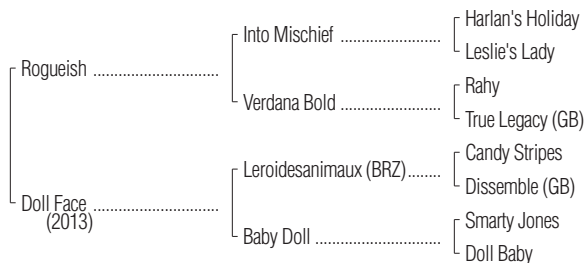 Harlan's Holiday
Into Mischief ....................
Leslie's Lady
Rogueish .........................
Rahy
Verdana Bold ....................
True Legacy (GB)
Candy Stripes
Leroidesanimaux (BRZ)........
Dissemble (GB)
Doll Face .........................
(2013)
Smarty Jones
Baby Doll ........................
Doll Baby